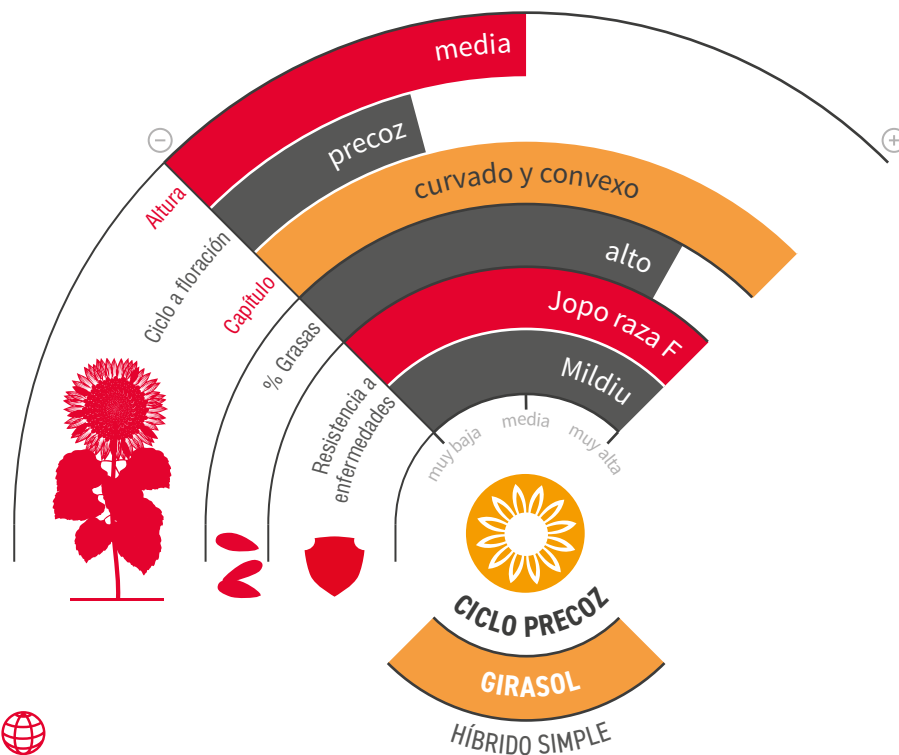 media
precoz
curvado y convexo
alto
Jopo raza F
Mildiu
Altura
Ciclo a floración
Capítulo
% Grasas
Resistencia a
enfermedades
muy baja
media
muy alta
CICLO PRECOZ
GIRASOL
HÍBRIDO SIMPLE